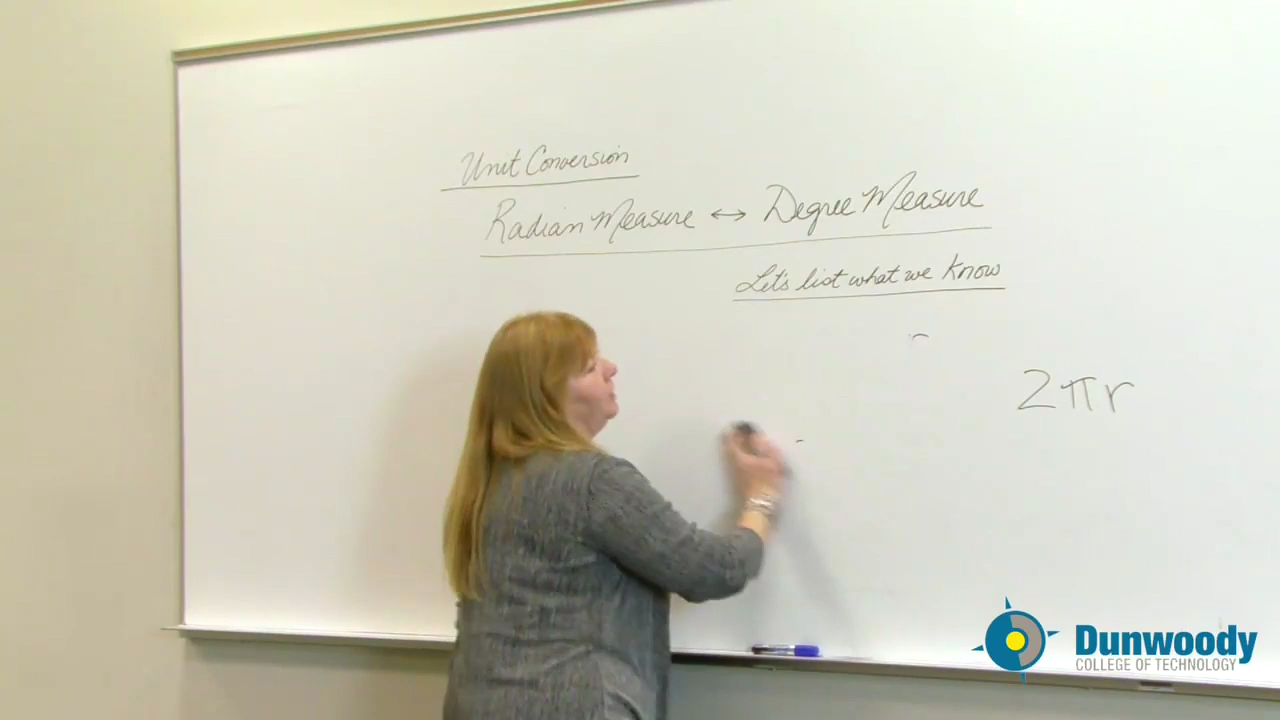 Unit Conversion
Radian Measure ↔ Degree Measure
Let's list what we know
2πr
Dunwoody
COLLEGE OF TECHNOLOGY